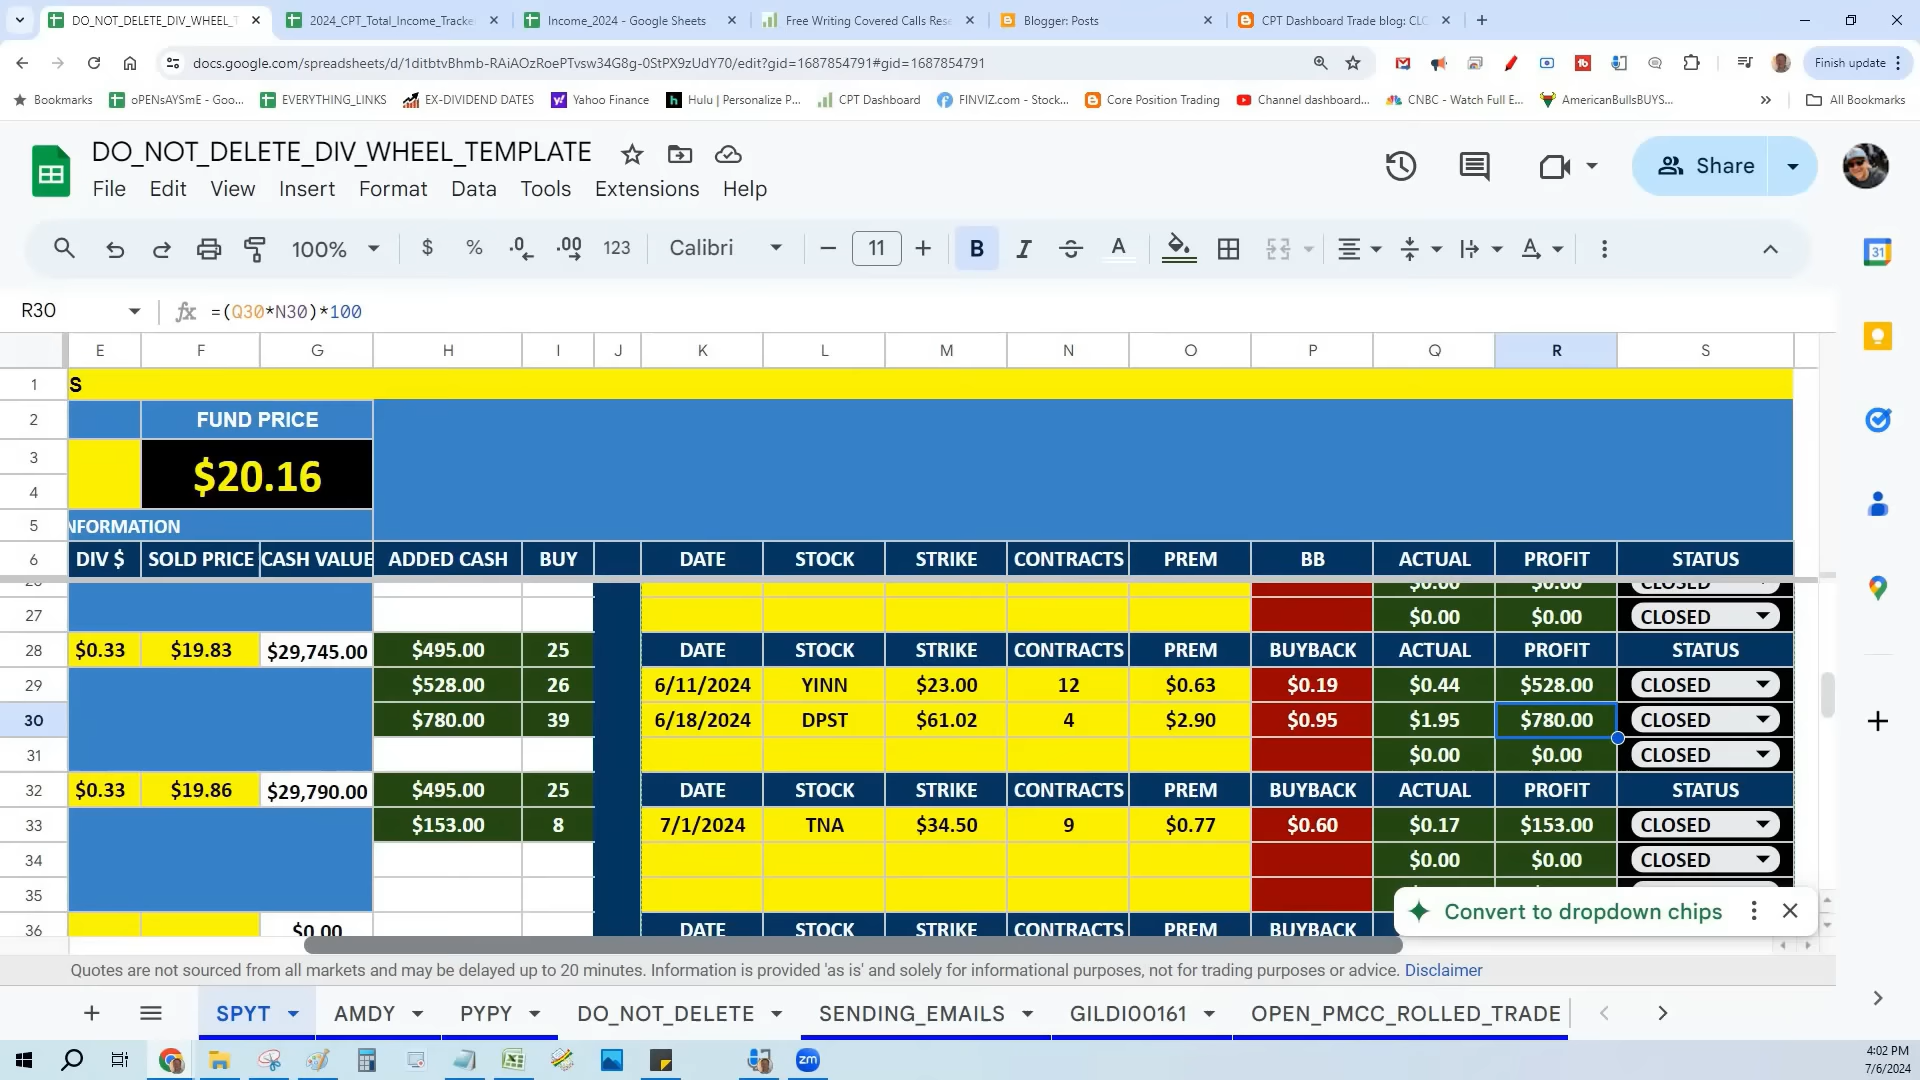 DO_NOT_DELETE_DIV_WHEEL_T
2024_CPT_Total_Income_Tracke
Income_2024 - Google Sheets
Free Writing Covered Calls Rese
Blogger: Posts
CPT Dashboard Trade blog: CLC
docs.google.com/spreadsheets/d/1ditbtvBhmb-RAiAOzRoePTvsw34G8g-0StPX9zUdY70/edit?gid=1687854791#gid=1687854791
Finish update
Bookmarks
oPENsAYSmE - Goo...
EVERYTHING_LINKS
EX-DIVIDEND DATES
Yahoo Finance
Hulu | Personalize P...
CPT Dashboard
FINVIZ.com - Stock...
Core Position Trading
Channel dashboard...
CNBC - Watch Full E...
AmericanBullsBUYS...
All Bookmarks
DO_NOT_DELETE_DIV_WHEEL_TEMPLATE
Share
File Edit View Insert Format Data Tools Extensions Help
100% $ % .0 .00 123 Calibri 11 B I A
31
R30 fx =(Q30*N30)*100
E F G H I J K L M N O P Q R S
1 S
2 FUND PRICE
3 $20.16
4
5 NFORMATION
6 DIV $ SOLD PRICE CASH VALUE ADDED CASH BUY DATE STOCK STRIKE CONTRACTS PREM BB ACTUAL PROFIT STATUS
$0.00 $0.00 CLOSED
27 $0.00 $0.00 CLOSED
28 $0.33 $19.83 $29,745.00 $495.00 25 DATE STOCK STRIKE CONTRACTS PREM BUYBACK ACTUAL PROFIT STATUS
29 $528.00 26 6/11/2024 YINN $23.00 12 $0.63 $0.19 $0.44 $528.00 CLOSED
30 $780.00 39 6/18/2024 DPST $61.02 4 $2.90 $0.95 $1.95 $780.00 CLOSED
31 $0.00 $0.00 CLOSED
32 $0.33 $19.86 $29,790.00 $495.00 25 DATE STOCK STRIKE CONTRACTS PREM BUYBACK ACTUAL PROFIT STATUS
33 $153.00 8 7/1/2024 TNA $34.50 9 $0.77 $0.60 $0.17 $153.00 CLOSED
34 $0.00 $0.00 CLOSED
35
Convert to dropdown chips
36 $0.00 DATE STOCK STRIKE CONTRACTS PREM BUYBACK
Quotes are not sourced from all markets and may be delayed up to 20 minutes. Information is provided 'as is' and solely for informational purposes, not for trading purposes or advice. Disclaimer
SPYT AMDY PYPY DO_NOT_DELETE SENDING_EMAILS GILDI00161 OPEN_PMCC_ROLLED_TRADE
zm
4:02 PM
7/6/2024